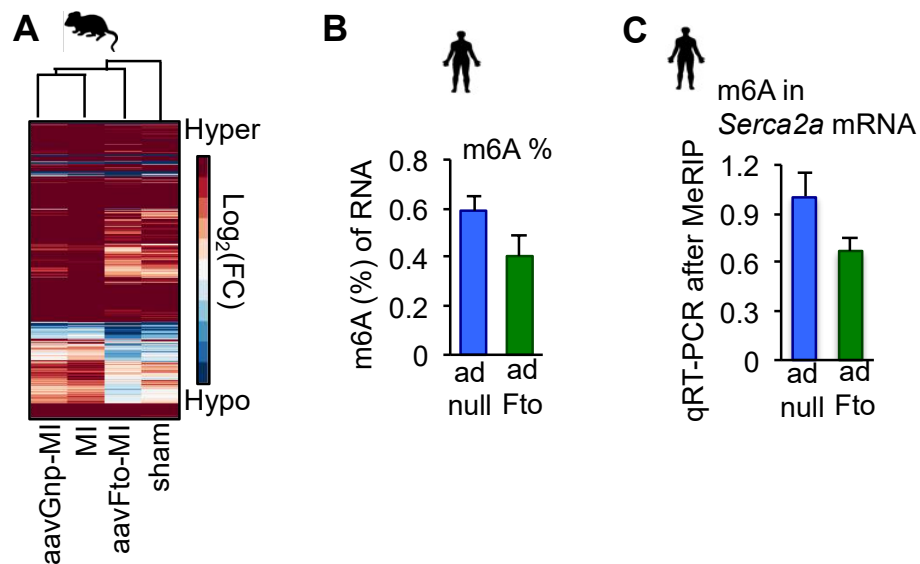 A
Hyper
Log2(FC)
Hypo
aavGnp-MI
MI
aavFto-MI
sham
B
m6A %
m6A (%) of RNA
0.8
0.6
0.4
0.2
0
ad ad
null Fto
C
m6A in
Serca2a mRNA
qRT-PCR after MeRIP
1.2
0.9
0.6
0.3
0
ad ad
null Fto